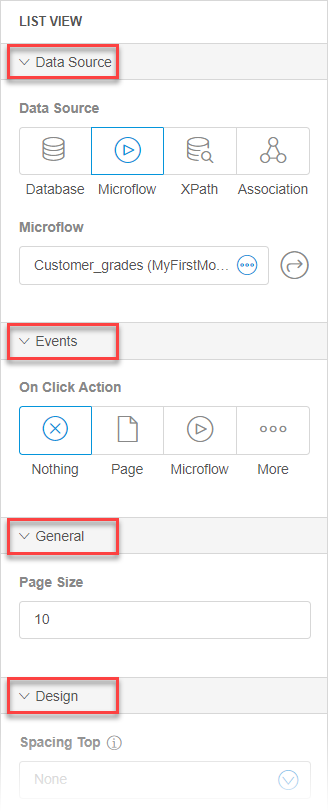 LIST VIEW
Data Source
Data Source
Database Microflow XPath Association
Microflow
Customer_grades (MyFirstMo...
Events
On Click Action
Nothing Page Microflow More
General
Page Size
10
Design
Spacing Top
None